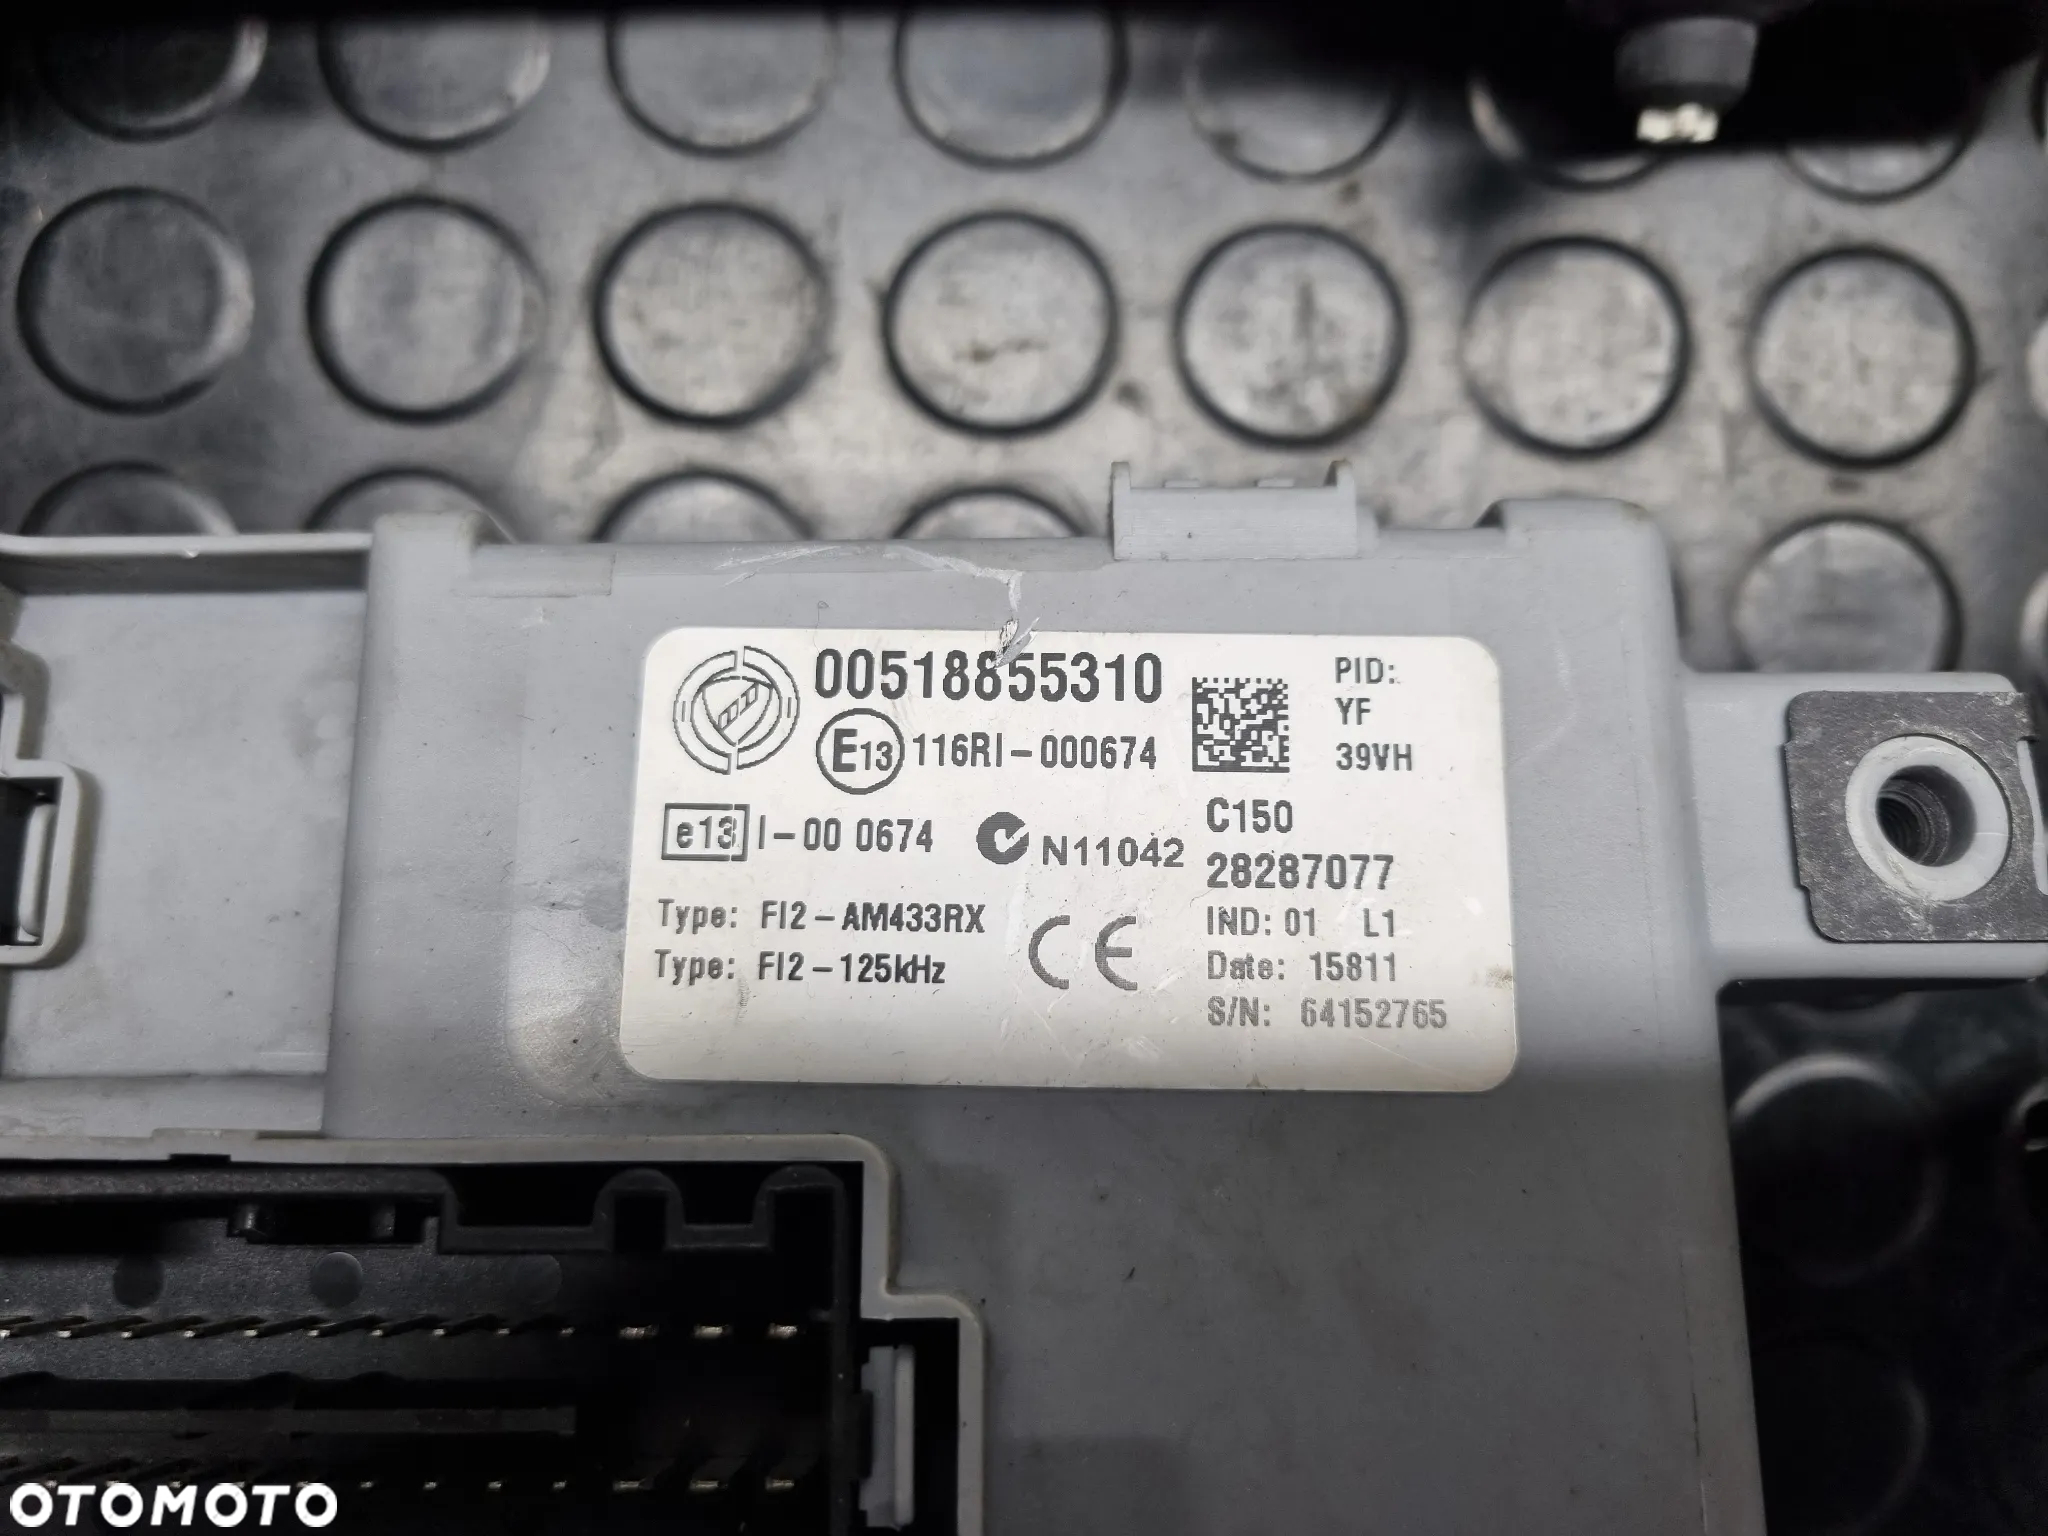 00518855310
E13 116RI-000674
e13 I-00 0674 N11042
Type: FI2-AM433RX
Type: FI2-125kHz
CE
PID:
YF
39VH
C150
28287077
IND: 01 L1
Date: 15811
S/N: 64152765
OTOMOTO